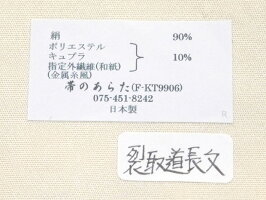 絹 90%
ポリエステル
キュプラ 10%
指定外繊維(和紙)
(金属糸風)
帯のあらた(F-KT9906)
075-451-8242
日本製
R
裂取道長文